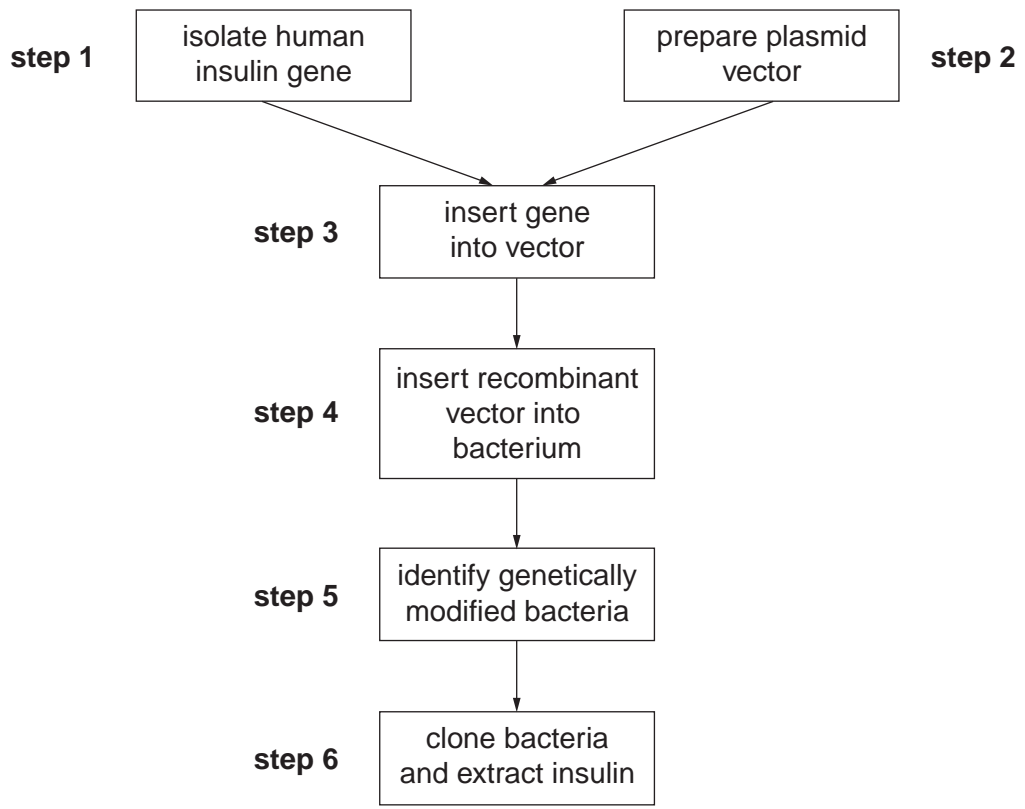 step 1
isolate human
insulin gene
prepare plasmid
vector
step 2
step 3
insert gene
into vector
step 4
insert recombinant
vector into
bacterium
step 5
identify genetically
modified bacteria
step 6
clone bacteria
and extract insulin